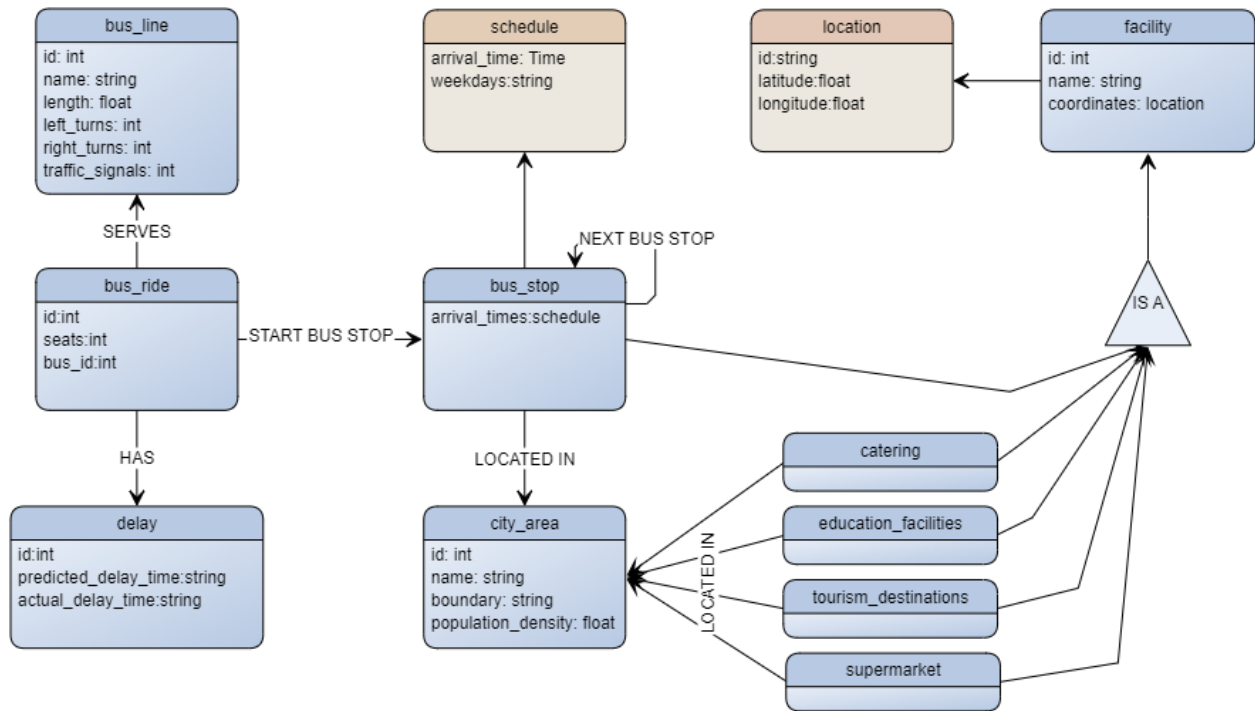 bus_line
id: int
name: string
length: float
left_turns: int
right_turns: int
traffic_signals: int
schedule
arrival_time: Time
weekdays:string
location
id:string
latitude:float
longitude:float
facility
id: int
name: string
coordinates: location
SERVES
NEXT BUS STOP
bus_ride
id:int
seats:int
bus_id:int
START BUS STOP
bus_stop
arrival_times:schedule
IS A
HAS
LOCATED IN
catering
delay
id:int
predicted_delay_time:string
actual_delay_time:string
city_area
id: int
name: string
boundary: string
population_density: float
LOCATED IN
education_facilities
tourism_destinations
supermarket